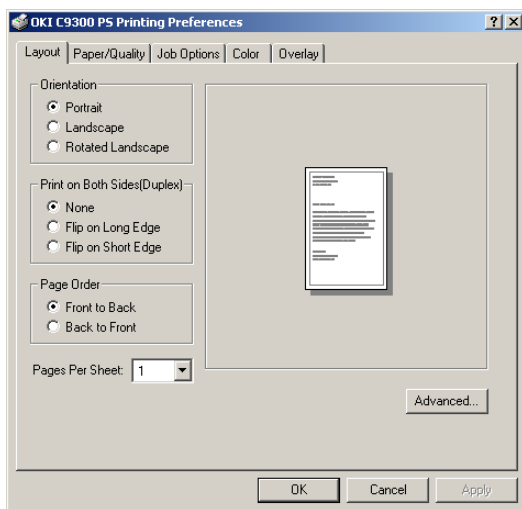 OKI C9300 PS Printing Preferences
Layout Paper/Quality Job Options Color Overlay
Orientation
Portrait
Landscape
Rotated Landscape
Print on Both Sides(Duplex)
None
Flip on Long Edge
Flip on Short Edge
Page Order
Front to Back
Back to Front
Pages Per Sheet: 1
Advanced...
OK Cancel Apply